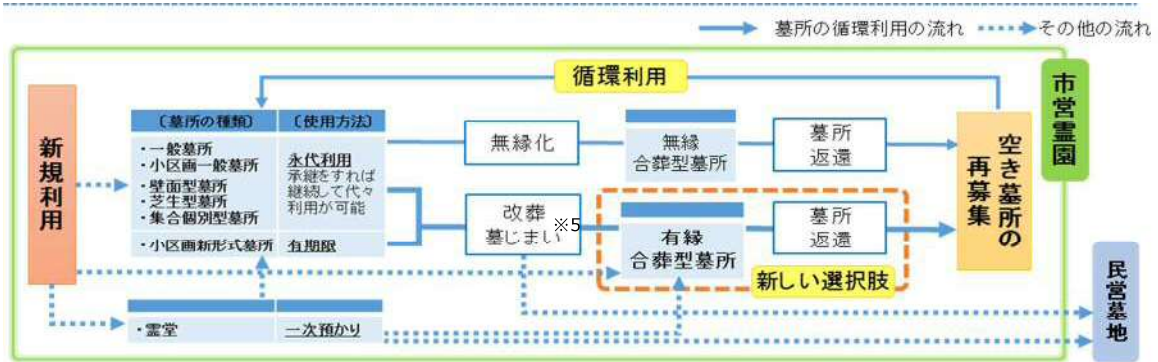 墓所の循環利用の流れ
その他の流れ
循環利用
市営霊園
新規利用
〔墓所の種類〕
〔使用方法〕
・一般墓所
・小区画一般墓所
・壁面型墓所
・芝生型墓所
・集合個別型墓所
永代利用
承継をすれば
継続して代々
利用が可能
・小区画新形式墓所
有期限
無縁化
無縁
合葬型墓所
墓所
返還
改葬
墓じまい
※5
有縁
合葬型墓所
墓所
返還
新しい選択肢
空き墓所の
再募集
・霊堂
一次預かり
民営墓地